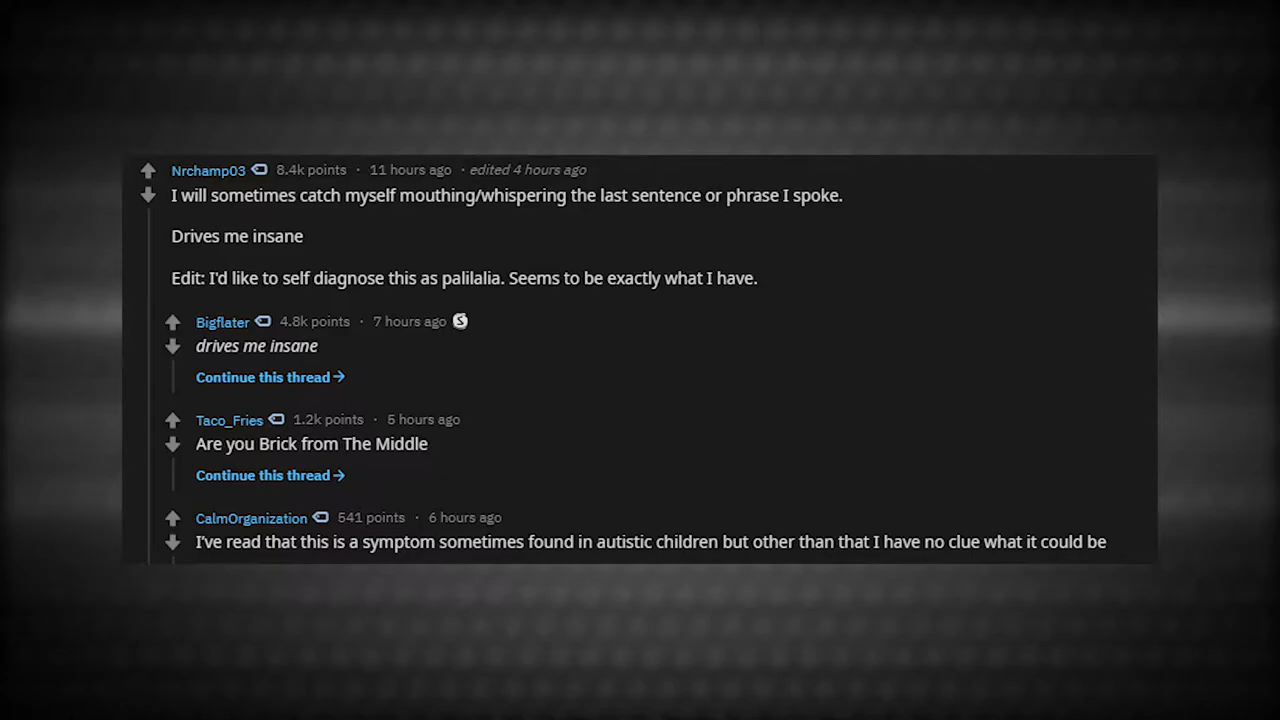 Nrchamp03 8.4k points · 11 hours ago · edited 4 hours ago
I will sometimes catch myself mouthing/whispering the last sentence or phrase I spoke.
Drives me insane
Edit: I'd like to self diagnose this as palilalia. Seems to be exactly what I have.
Bigflater 4.8k points · 7 hours ago S
drives me insane
Continue this thread →
Taco_Fries 1.2k points · 5 hours ago
Are you Brick from The Middle
Continue this thread →
CalmOrganization 541 points · 6 hours ago
I've read that this is a symptom sometimes found in autistic children but other than that I have no clue what it could be